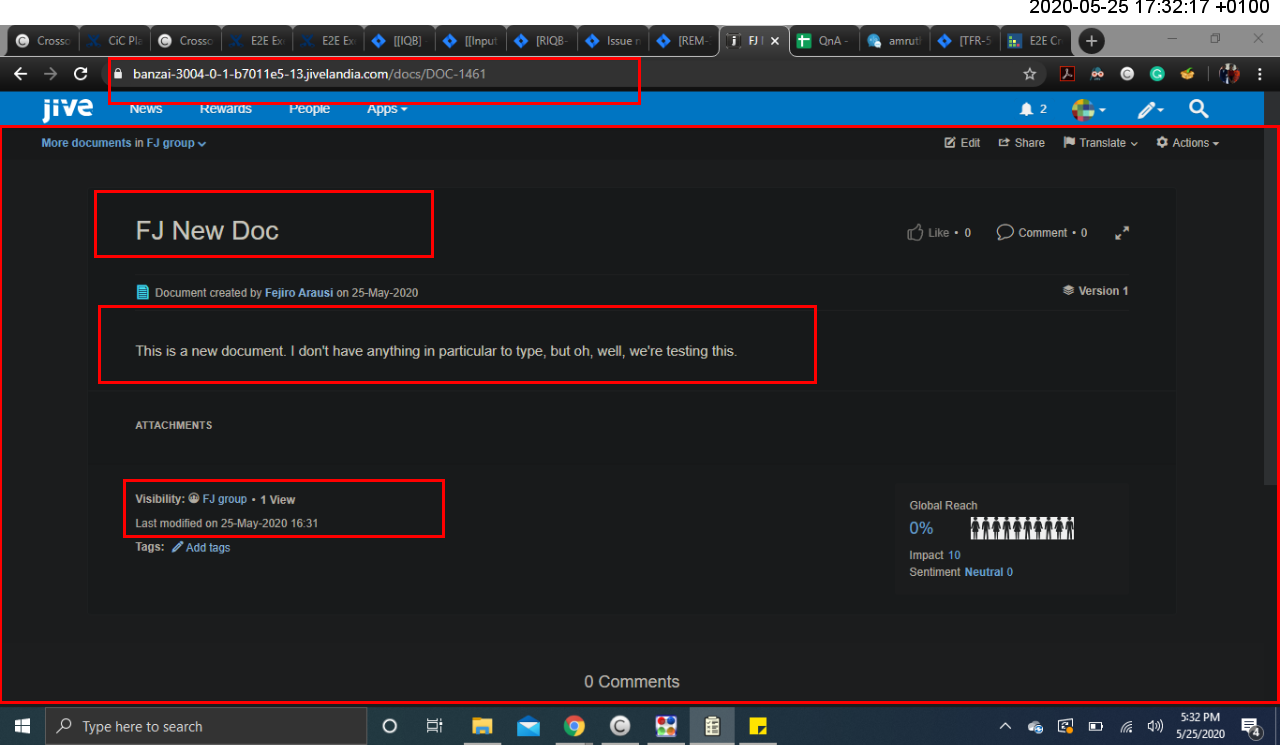 2020-05-25 17:32:17 +0100
Crosso
CiC Pla
Crosso
E2E Exe
E2E Exe
[[IQB]
[[Input
[RIQB-
Issue n
[REM-
FJ
QnA -
amruth
[TFR-5
E2E Cr
banzai-3004-0-1-b7011e5-13.jivelandia.com/docs/DOC-1461
jive
News Rewards People Apps
2
More documents in FJ group
Edit Share Translate Actions
FJ New Doc
Like • 0 Comment • 0
Document created by Fejiro Arausi on 25-May-2020
Version 1
This is a new document. I don't have anything in particular to type, but oh, well, we're testing this.
ATTACHMENTS
Visibility: FJ group • 1 View
Last modified on 25-May-2020 16:31
Tags: Add tags
Global Reach
0%
Impact 10
Sentiment Neutral 0
0 Comments
Type here to search
5:32 PM
5/25/2020
4